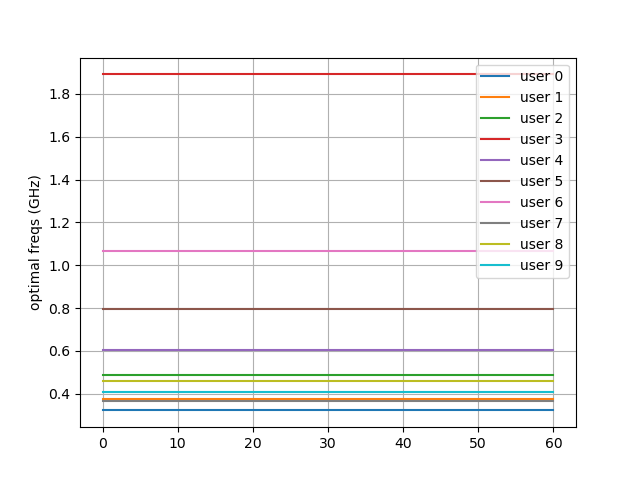 optimal freqs (GHz)
1.8
1.6
1.4
1.2
1.0
0.8
0.6
0.4
0 10 20 30 40 50 60
user 0
user 1
user 2
user 3
user 4
user 5
user 6
user 7
user 8
user 9